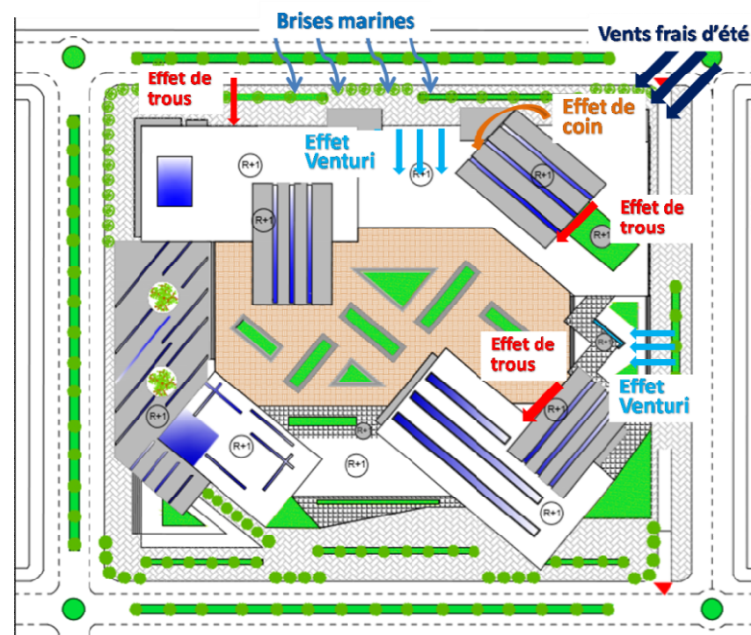 Brises marines
Vents frais d'été
Effet de
trous
Effet de
coin
Effet
Venturi
R+1
R+1
R+1
R+1
Effet de
trous
R+1
Effet de
trous
Effet
Venturi
R+1
R+1
R+1
R+1
R+1